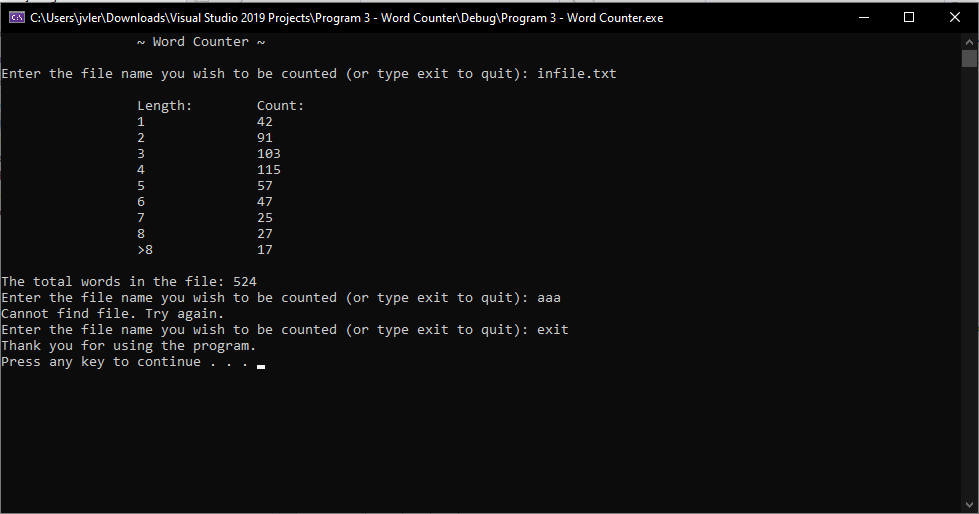 C:\Users\jvler\Downloads\Visual Studio 2019 Projects\Program 3 - Word Counter\Debug\Program 3 - Word Counter.exe
~ Word Counter ~
Enter the file name you wish to be counted (or type exit to quit): infile.txt
Length: Count:
1 42
2 91
3 103
4 115
5 57
6 47
7 25
8 27
>8 17
The total words in the file: 524
Enter the file name you wish to be counted (or type exit to quit): aaa
Cannot find file. Try again.
Enter the file name you wish to be counted (or type exit to quit): exit
Thank you for using the program.
Press any key to continue . . .